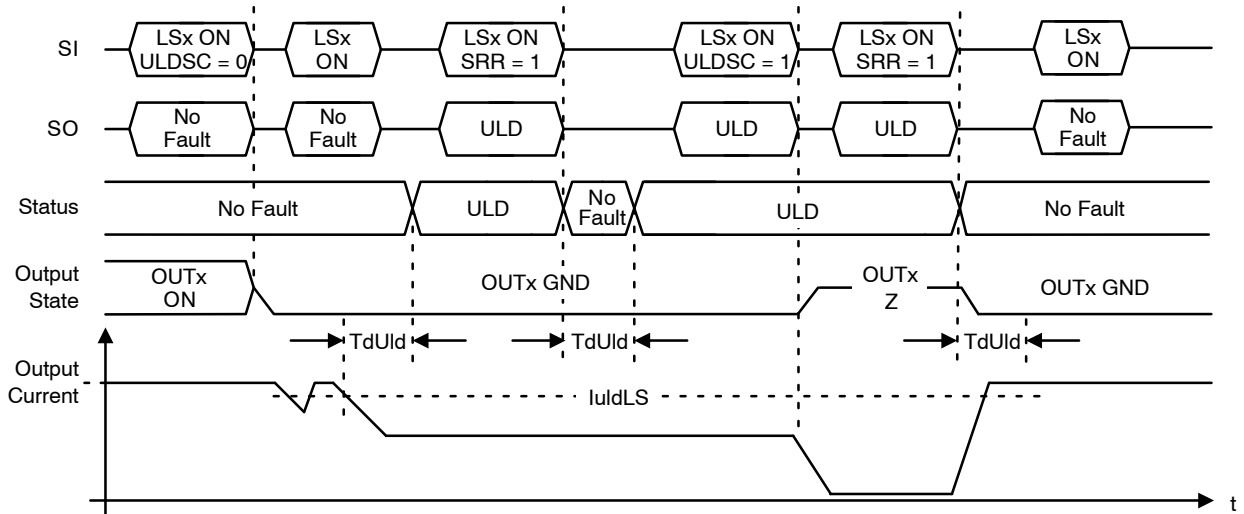 SI
LSx ON
ULDSC = 0
LSx
ON
LSx ON
SRR = 1
LSx ON
ULDSC = 1
LSx ON
SRR = 1
LSx
ON
SO
No
Fault
No
Fault
ULD
ULD
ULD
No
Fault
Status
No Fault
ULD
No
Fault
ULD
No Fault
Output
State
OUTx
ON
OUTx GND
OUTx
Z
OUTx GND
TdUld
TdUld
TdUld
Output
Current
IuldLS
t